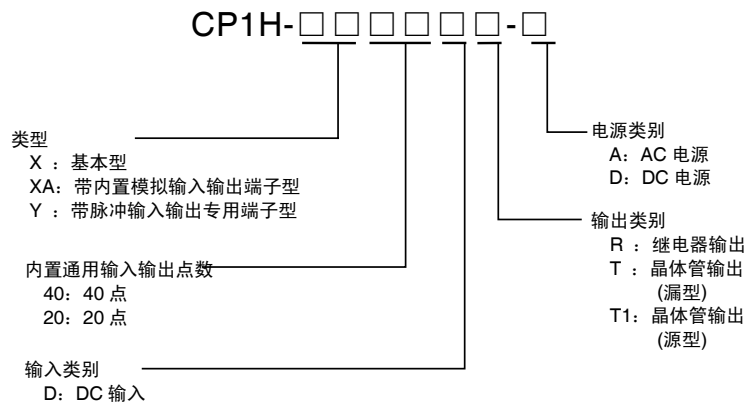 CP1H-□□□□□□-□
类型
X ：基本型
XA：带内置模拟输入输出端子型
Y ：带脉冲输入输出专用端子型
内置通用输入输出点数
40：40 点
20：20 点
输入类别
D：DC 输入
电源类别
A：AC 电源
D：DC 电源
输出类别
R ：继电器输出
T ：晶体管输出
(漏型)
T1：晶体管输出
(源型)